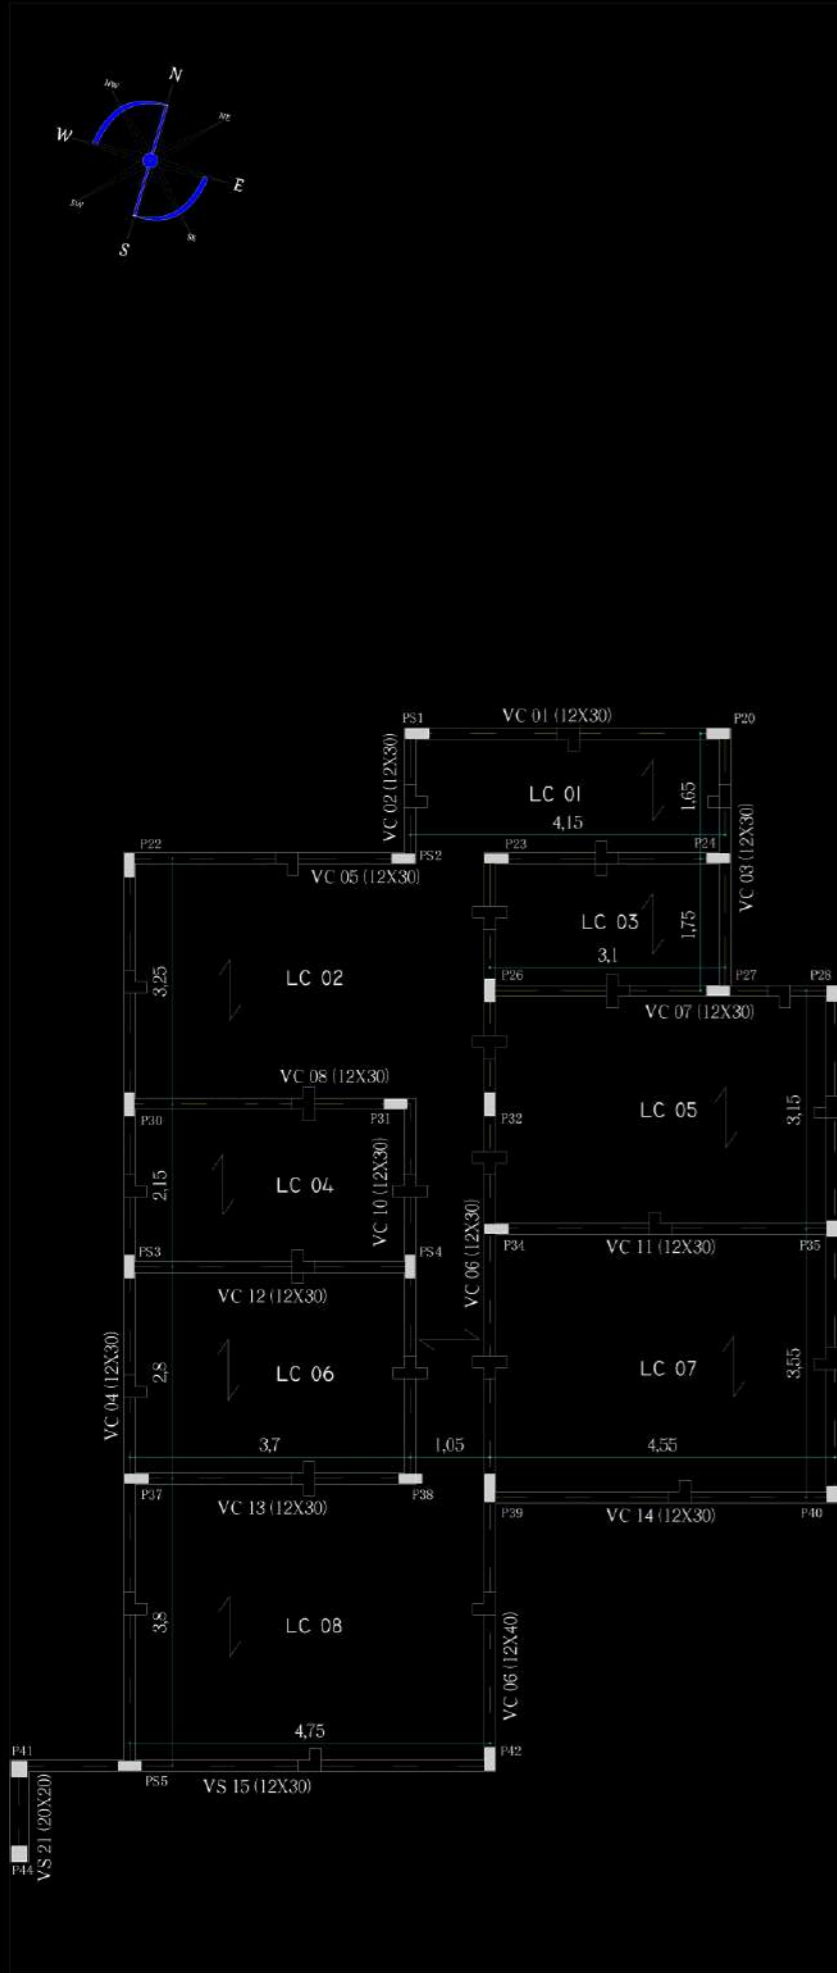 N
NW
NE
W
E
SW
SE
S
PS1
VC 01 (12X30)
P20
VC 02 (12X30)
LC 01
1,65
4,15
VC 03 (12X30)
P22
PS2
P23
P24
VC 05 (12X30)
LC 03
1,75
3,1
3,25
LC 02
P26
P27
P28
VC 07 (12X30)
VC 08 (12X30)
P30
P31
P32
LC 05
3,15
2,15
LC 04
VC 10 (12X30)
VC 06 (12X30)
PS3
PS4
P34
VC 11 (12X30)
P35
VC 12 (12X30)
VC 04 (12X30)
2,8
LC 06
LC 07
3,55
3,7
1,05
4,55
P37
VC 13 (12X30)
P38
P39
VC 14 (12X30)
P40
3,8
LC 08
VC 06 (12X40)
4,75
P41
P42
PS5
VS 15 (12X30)
VS 21 (20X20)
P44